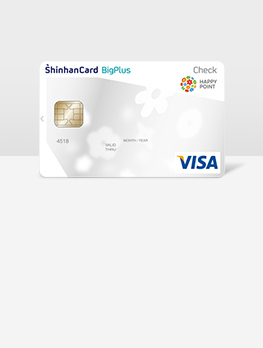 ShinhanCard BigPlus
Check
HAPPY
POINT
4518
MONTH / YEAR
VALID
THRU
VISA